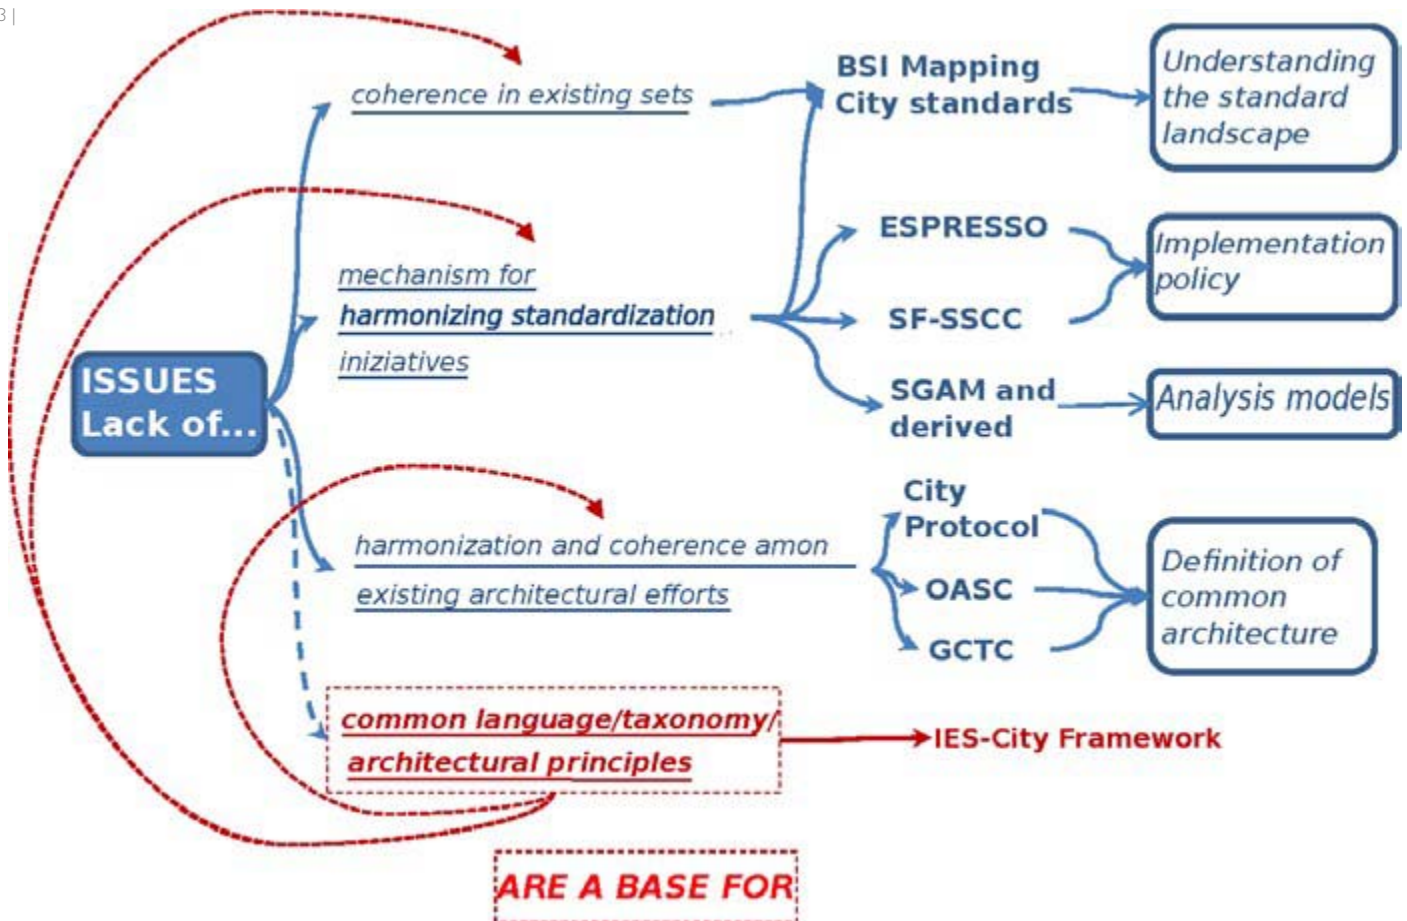 3 |
coherence in existing sets
BSI Mapping
City standards
Understanding
the standard
landscape
mechanism for
harmonizing standardization
iniziatives
ESPRESSO
SF-SSCC
Implementation
policy
ISSUES
Lack of...
SGAM and
derived
Analysis models
harmonization and coherence amon
existing architectural efforts
City
Protocol
OASC
GCTC
Definition of
common
architecture
common language/taxonomy/
architectural principles
IES-City Framework
ARE A BASE FOR